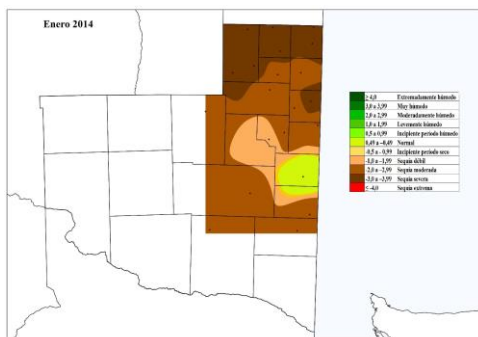 Enero 2014
≥ 4,0 Extremadamente húmedo
3,0 a 3,99 Muy húmedo
2,0 a 2,99 Moderadamente húmedo
1,0 a 1,99 Levemente húmedo
0,5 a 0,99 Incipiente período húmedo
0,49 a -0,49 Normal
-0,5 a -0,99 Incipiente período seco
-1,0 a -1,99 Sequía débil
-2,0 a -2,99 Sequía moderada
-3,0 a -3,99 Sequía severa
≤ -4,0 Sequía extrema